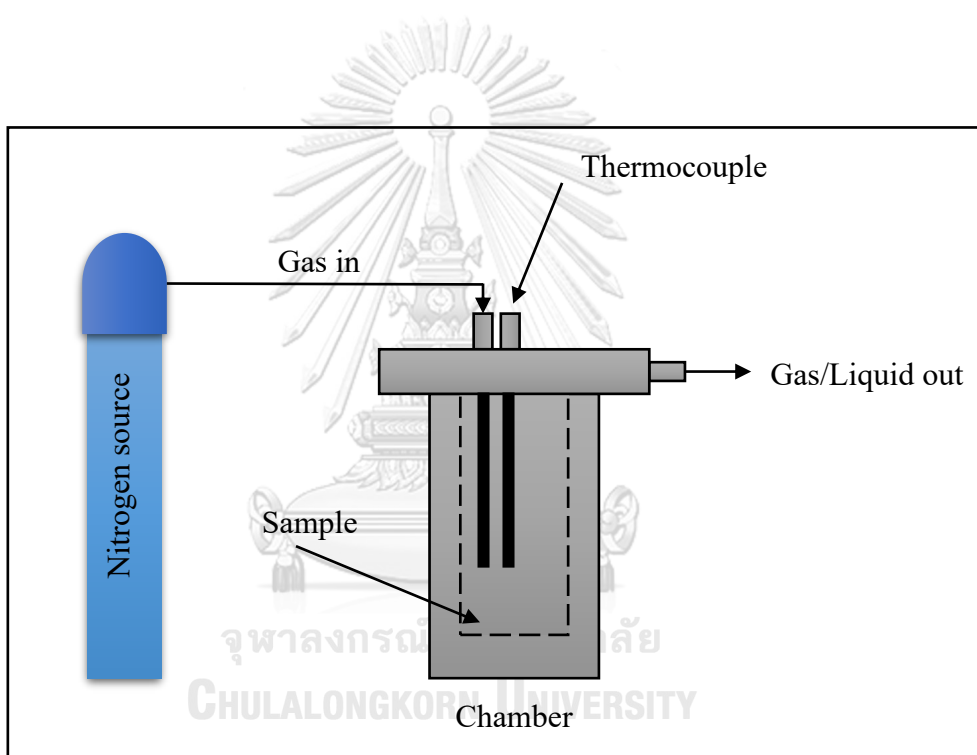 Thermocouple
Gas in
Gas/Liquid out
Nitrogen source
Sample
จุฬาลงกรณ์
ลัย
CHULALONGKORN UNIVERSITY
Chamber